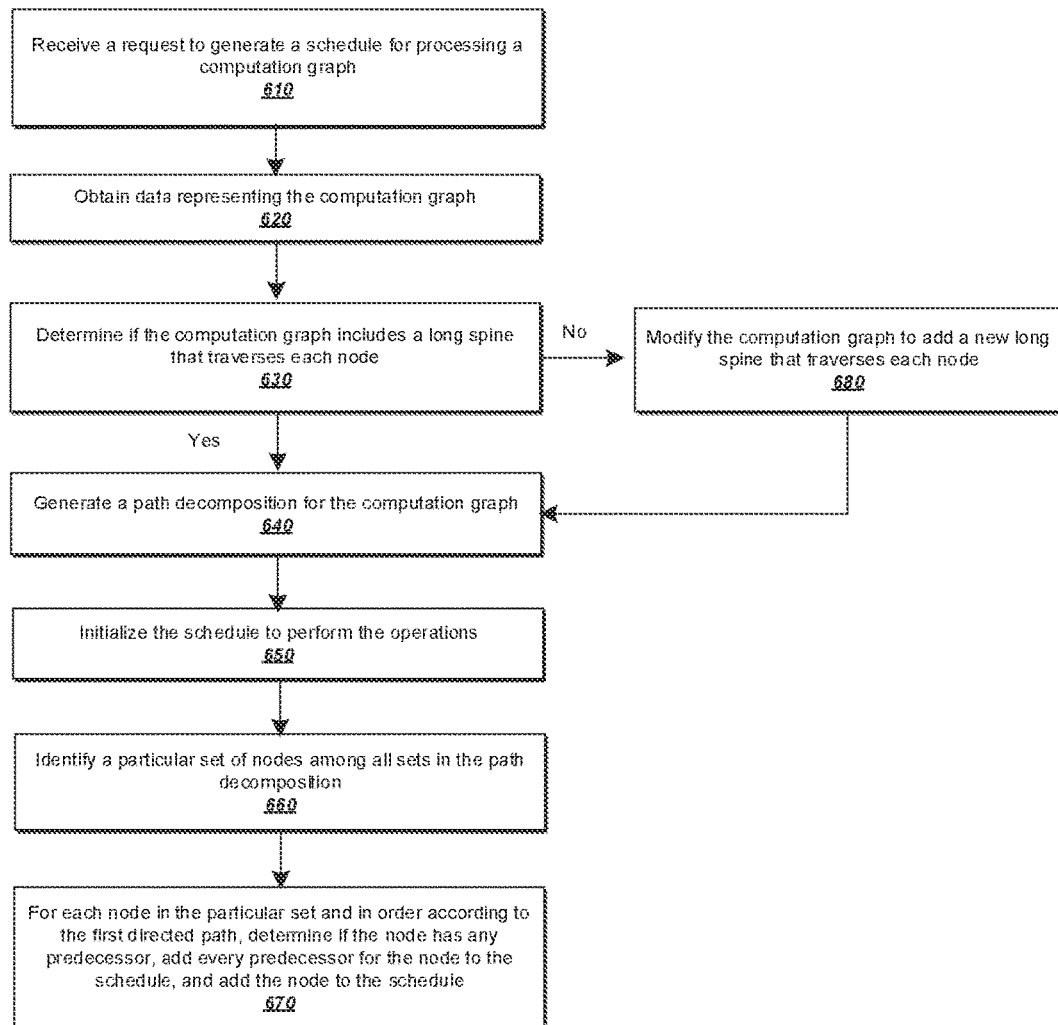 Receive a request to generate a schedule for processing a
computation graph
610
Obtain data representing the computation graph
620
Determine if the computation graph includes a long spine
that traverses each node
630
No
Modify the computation graph to add a new long
spine that traverses each node
680
Yes
Generate a path decomposition for the computation graph
640
Initialize the schedule to perform the operations
650
Identify a particular set of nodes among all sets in the path
decomposition
660
For each node in the particular set and in order according to
the first directed path, determine if the node has any
predecessor, add every predecessor for the node to the
schedule, and add the node to the schedule
670